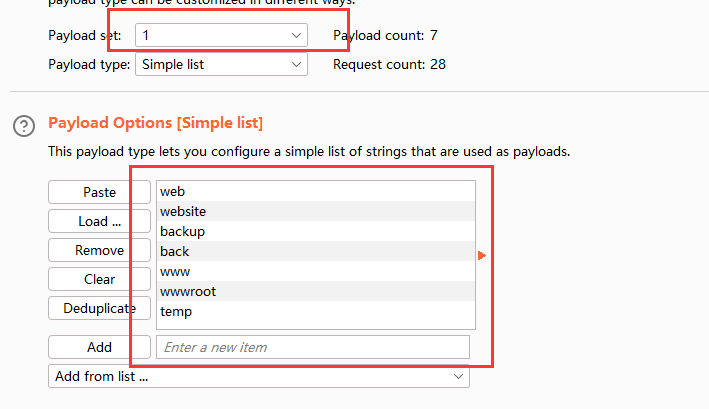 payload type can be customized in different ways.
Payload set: 1 Payload count: 7
Payload type: Simple list Request count: 28
Payload Options [Simple list]
This payload type lets you configure a simple list of strings that are used as payloads.
Paste
Load ...
Remove
Clear
Deduplicate
web
website
backup
back
www
wwwroot
temp
Add Enter a new item
Add from list ...